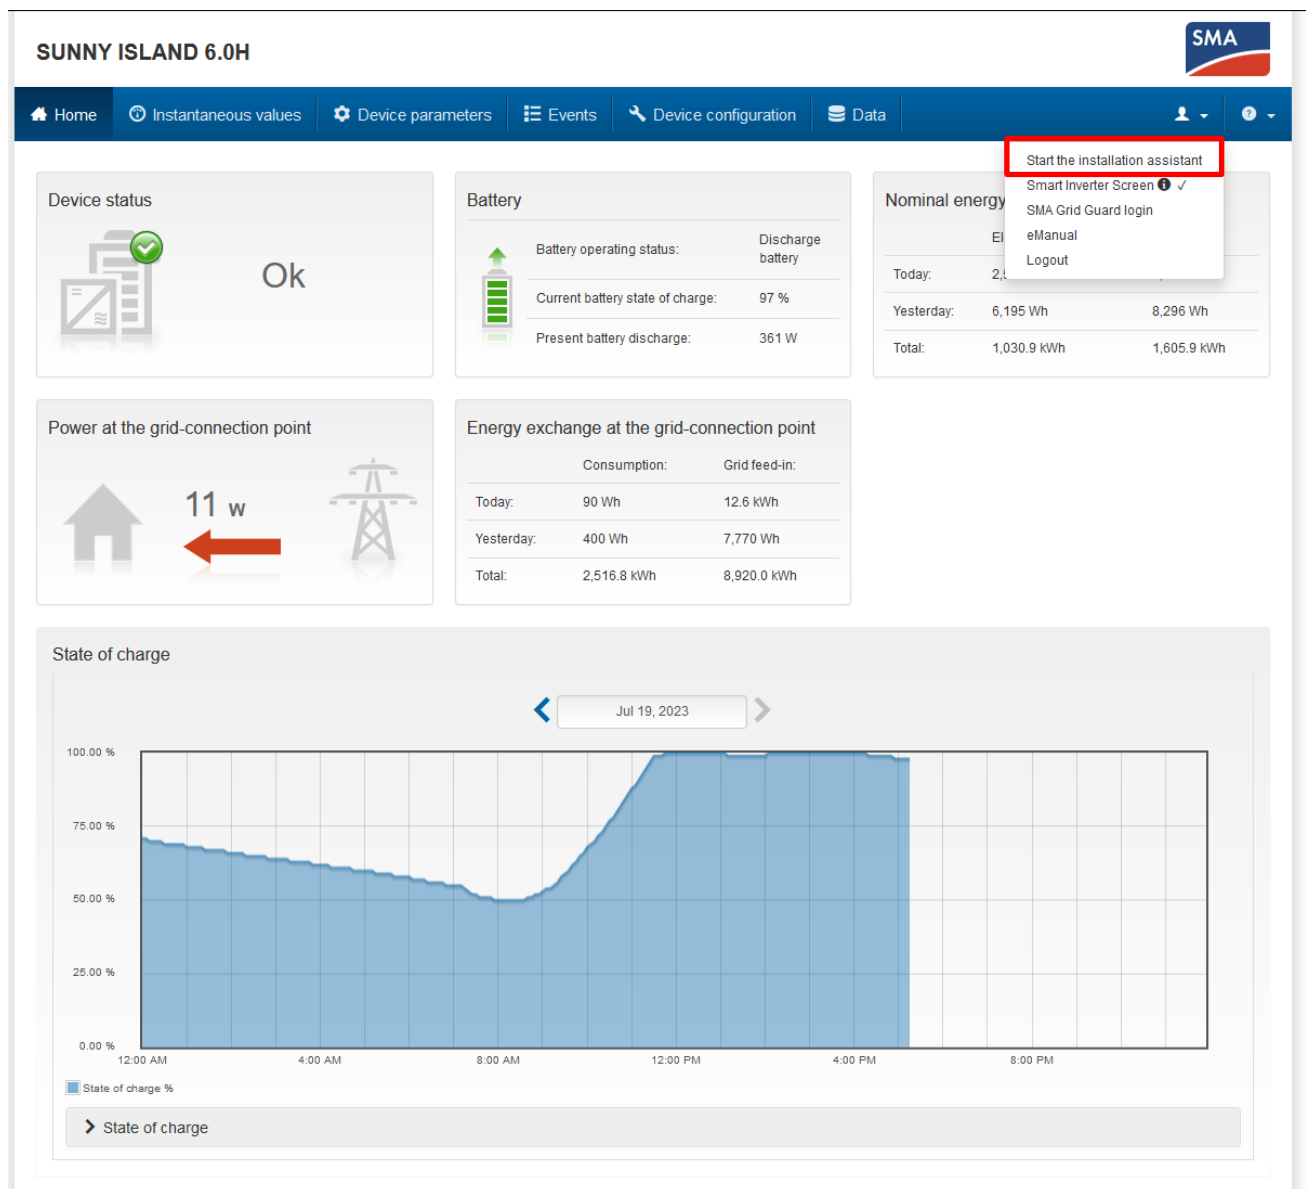 SUNNY ISLAND 6.0H
SMA
Home Instantaneous values Device parameters Events Device configuration Data
Start the installation assistant
Smart Inverter Screen ✓
SMA Grid Guard login
eManual
Logout
Device status
Ok
Battery
Battery operating status: Discharge battery
Current battery state of charge: 97 %
Present battery discharge: 361 W
Nominal energy
Today:
Yesterday: 6,195 Wh 8,296 Wh
Total: 1,030.9 kWh 1,605.9 kWh
Power at the grid-connection point
11 w
Energy exchange at the grid-connection point
Consumption: Grid feed-in:
Today: 90 Wh 12.6 kWh
Yesterday: 400 Wh 7,770 Wh
Total: 2,516.8 kWh 8,920.0 kWh
State of charge
Jul 19, 2023
100.00 %
75.00 %
50.00 %
25.00 %
0.00 %
12:00 AM 4:00 AM 8:00 AM 12:00 PM 4:00 PM 8:00 PM
State of charge %
State of charge